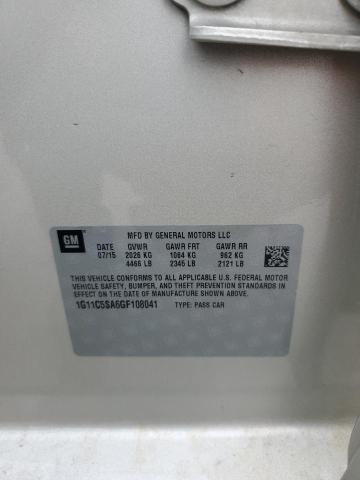 GM
MFD BY GENERAL MOTORS LLC
DATE GVWR GAWR FRT GAWR RR
07/15 2026 KG 1064 KG 962 KG
4466 LB 2345 LB 2121 LB
THIS VEHICLE CONFORMS TO ALL APPLICABLE U.S. FEDERAL MOTOR
VEHICLE SAFETY, BUMPER, AND THEFT PREVENTION STANDARDS
IN EFFECT ON THE DATE OF MANUFACTURE SHOWN ABOVE.
1G11C5SA6GF108041 TYPE: PASS CAR